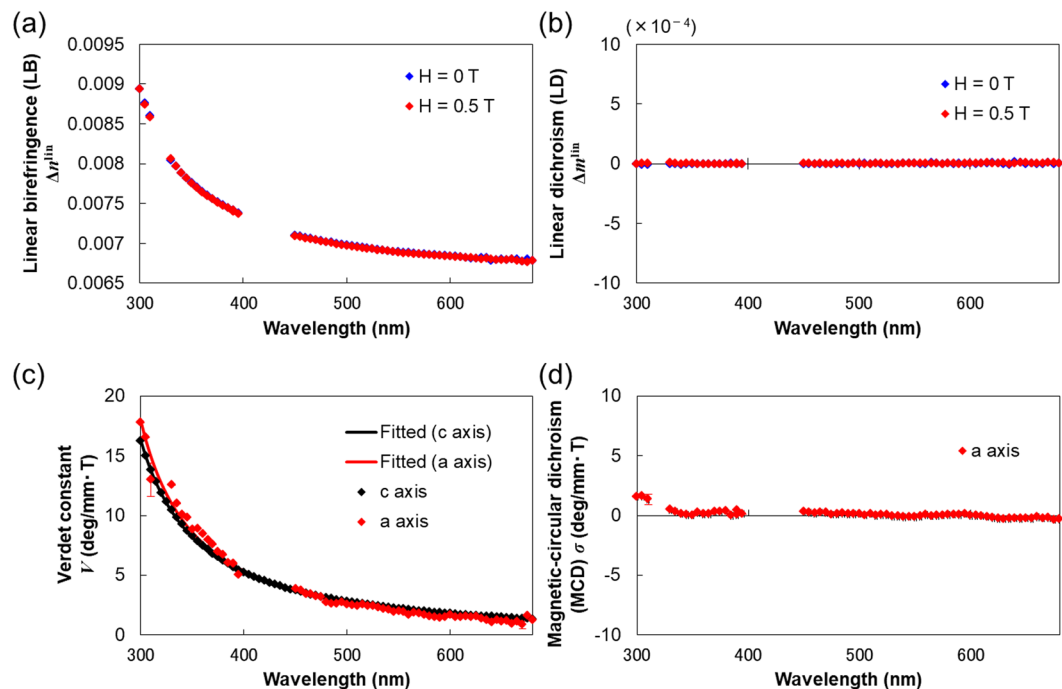 (a)
0.0095
0.009
0.0085
0.008
0.0075
0.007
0.0065
Linear birefringence (LB)
Δn^lin
H = 0 T
H = 0.5 T
300
400
500
600
Wavelength (nm)
(b)
(×10⁻⁴)
10
5
0
-5
-10
Linear dichroism (LD)
Δn^lin
H = 0 T
H = 0.5 T
300
400
500
600
Wavelength (nm)
(c)
20
15
10
5
0
Verdet constant
V (deg/mm· T)
Fitted (c axis)
Fitted (a axis)
c axis
a axis
300
400
500
600
Wavelength (nm)
(d)
10
5
0
-5
-10
Magnetic-circular dichroism
(MCD) σ (deg/mm· T)
a axis
300
400
500
600
Wavelength (nm)